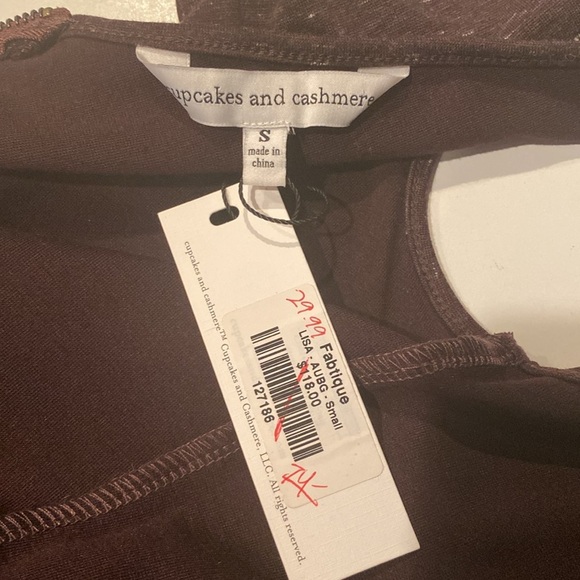 cupcakes and cashmere
S
made in
china
cupcakes and cashmere™ Cupcakes and Cashmere, LLC. All rights reserved.
29.99
Fabtique
LISA - AUBG - Small
$118.00
127186